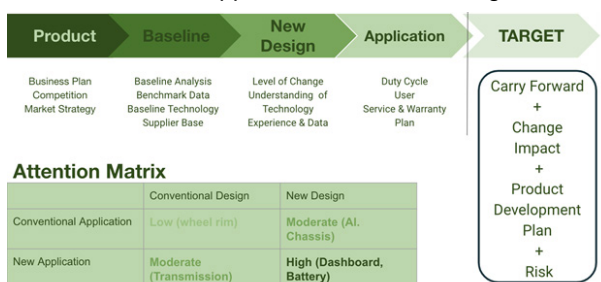 Product
Baseline
New
Design
Application
TARGET
Business Plan
Competition
Market Strategy
Baseline Analysis
Benchmark Data
Baseline Technology
Supplier Base
Level of Change
Understanding of
Technology
Experience & Data
Duty Cycle
User
Service & Warranty
Plan
Carry Forward
+
Change
Impact
+
Product
Development
Plan
+
Risk
Attention Matrix
Conventional Design
New Design
Conventional Application
Low (wheel rim)
Moderate (Al.
Chassis)
New Application
Moderate
(Transmission)
High (Dashboard,
Battery)